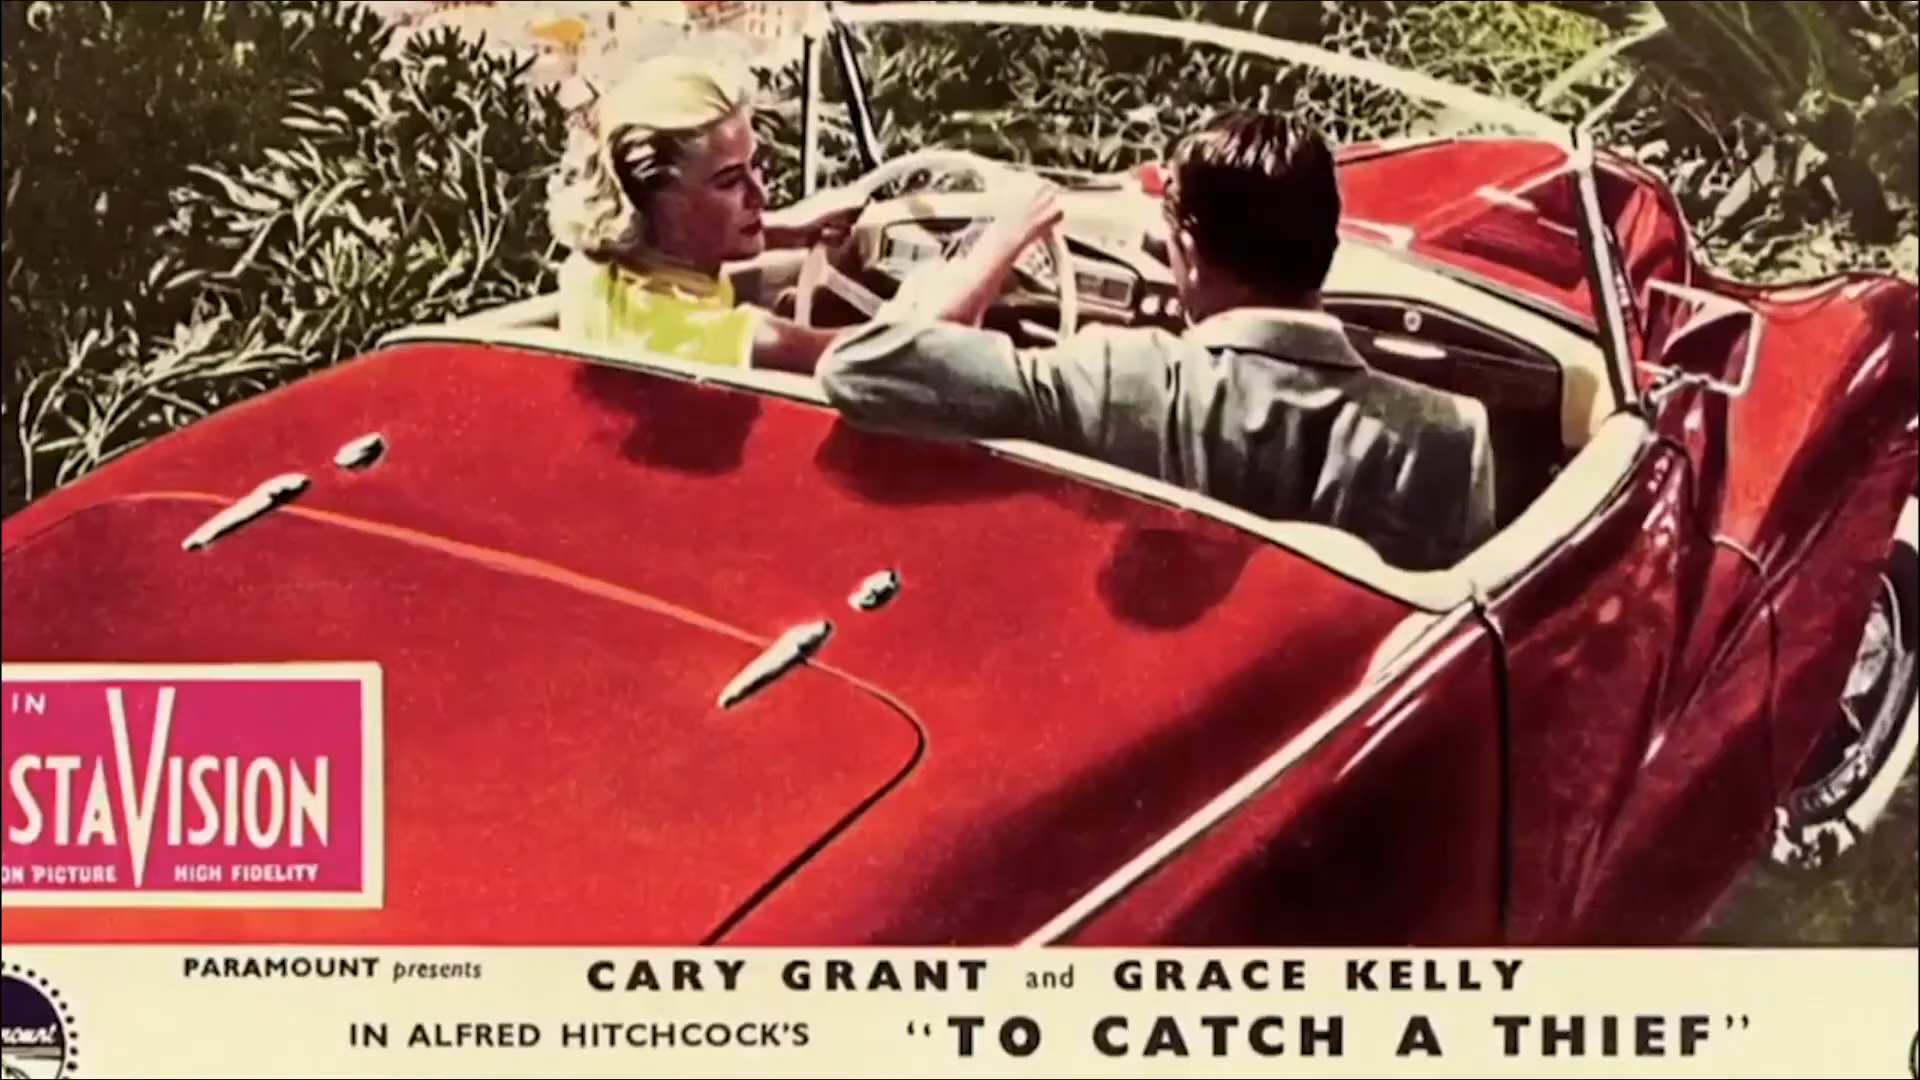 IN
STAVISION
ON PICTURE HIGH FIDELITY
PARAMOUNT presents CARY GRANT and GRACE KELLY
IN ALFRED HITCHCOCK'S "TO CATCH A THIEF"